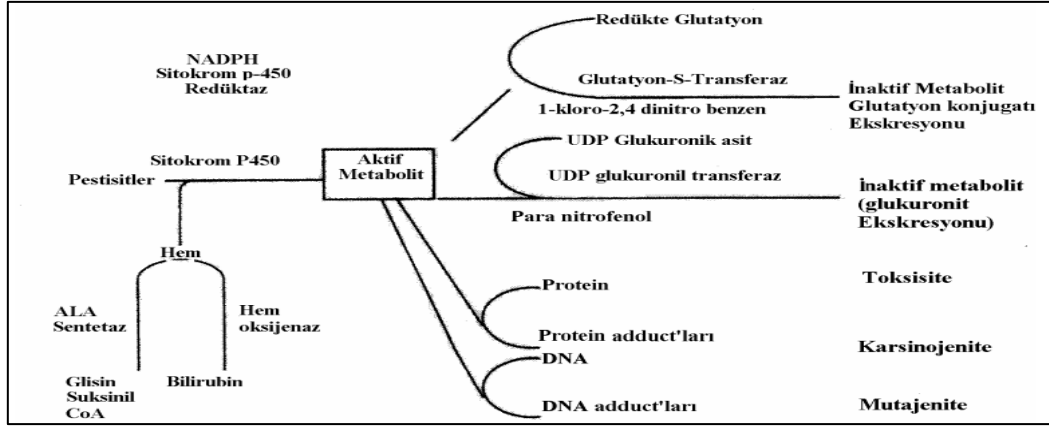 NADPH
Sitokrom p-450
Redüktaz
Redükte Glutatyon
Glutatyon-S-Transferaz
1-kloro-2,4 dinitro benzen
İnaktif Metabolit
Glutatyon konjugatı
Ekskresyonu
UDP Glukuronik asit
UDP glukuronil transferaz
Para nitrofenol
İnaktif metabolit
(glukuronit
Ekskresyonu)
Sitokrom P450
Pestisitler
Aktif
Metabolit
Hem
ALA
Sentetaz
Hem
oksijenaz
Glisin
Suksinil
CoA
Bilirubin
Protein
Protein adduct'ları
DNA
DNA adduct'ları
Toksisite
Karsinojenite
Mutajenite